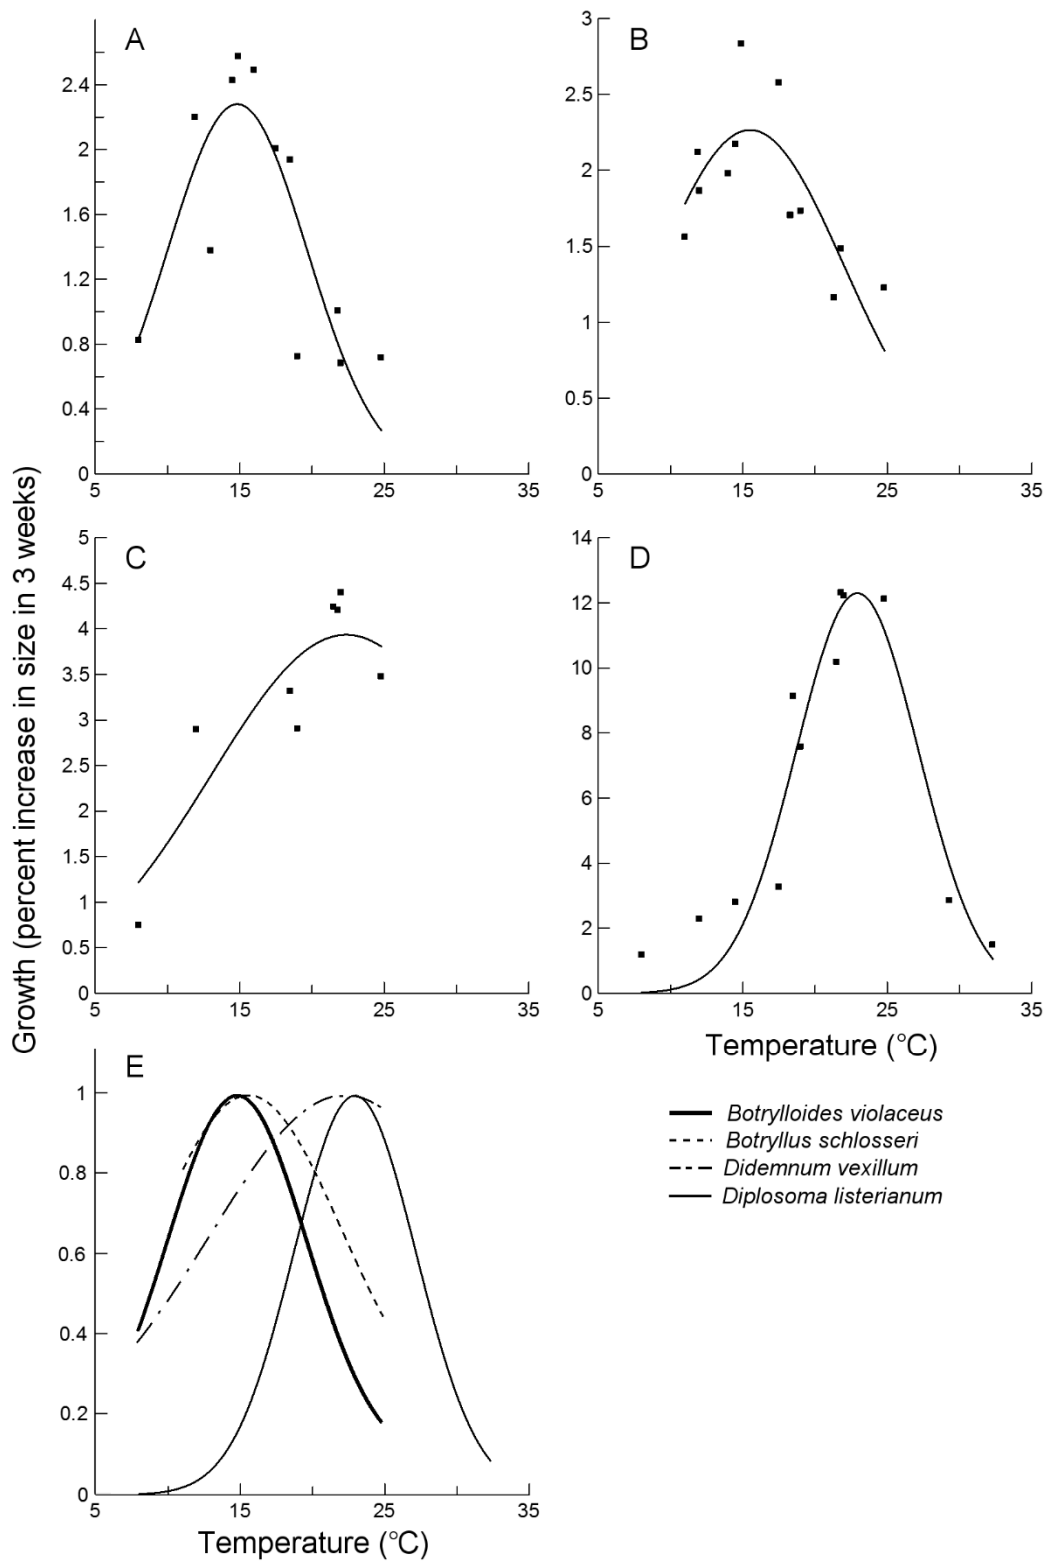 A
2.4
2
1.6
1.2
0.8
0.4
0
5 15 25 35
B
3
2.5
2
1.5
1
0.5
0
5 15 25 35
Growth (percent increase in size in 3 weeks)
C
5
4.5
4
3.5
3
2.5
2
1.5
1
0.5
0
5 15 25 35
D
14
12
10
8
6
4
2
0
5 15 25 35
Temperature (°C)
E
1
0.8
0.6
0.4
0.2
0
5 15 25 35
Temperature (°C)
Botrylloides violaceus
Botryllus schlosseri
Didemnum vexillum
Diplosoma listerianum